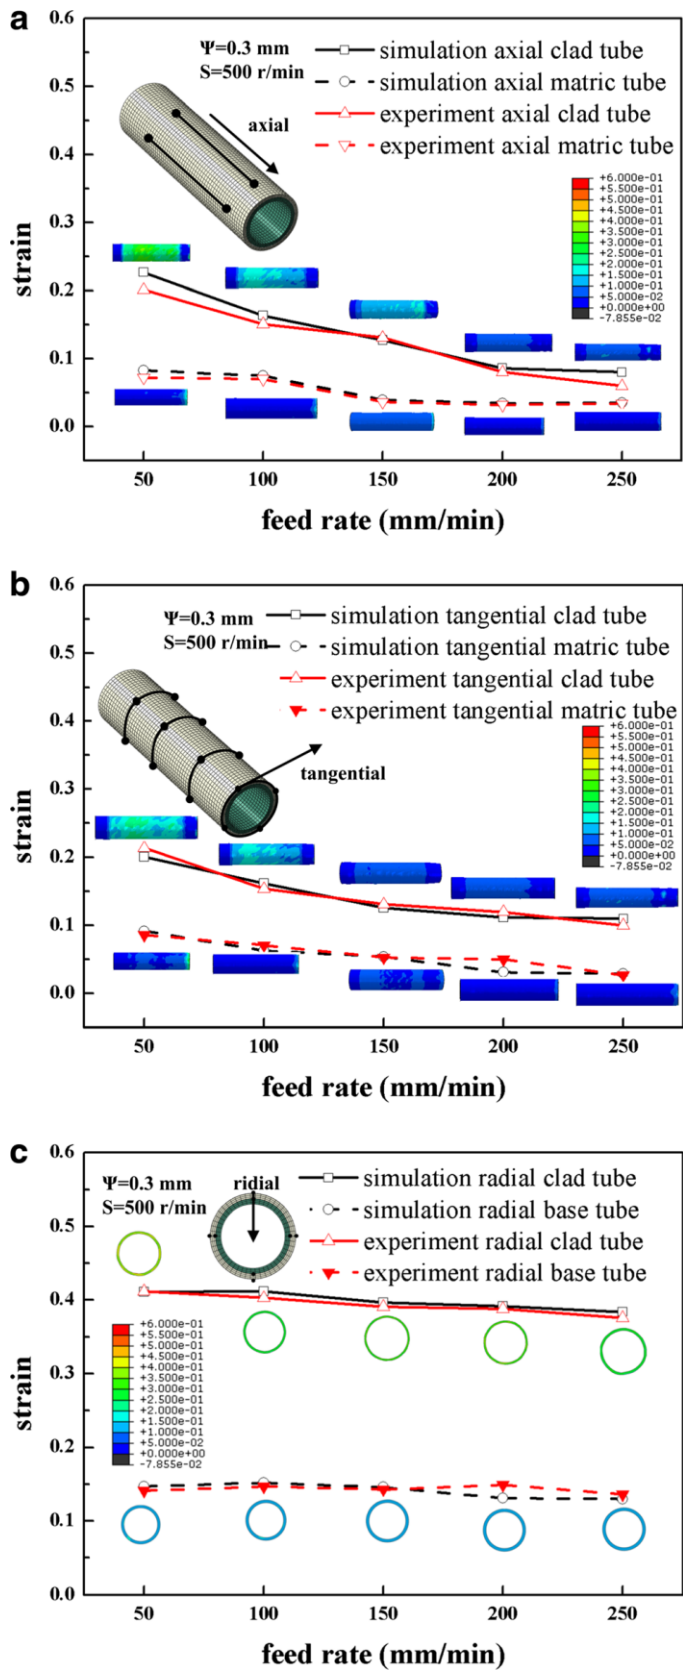 a
Ψ=0.3 mm
S=500 r/min
simulation axial clad tube
simulation axial matric tube
experiment axial clad tube
experiment axial matric tube
axial
+6.000e-01
+5.500e-01
+5.000e-01
+4.500e-01
+4.000e-01
+3.500e-01
+3.000e-01
+2.500e-01
+2.000e-01
+1.500e-01
+1.000e-01
+5.000e-02
+0.000e+00
-7.855e-02
strain
0.6
0.5
0.4
0.3
0.2
0.1
0.0
50 100 150 200 250
feed rate (mm/min)
b
Ψ=0.3 mm
S=500 r/min
simulation tangential clad tube
simulation tangential matric tube
experiment tangential clad tube
experiment tangential matric tube
tangential
+6.000e-01
+5.500e-01
+5.000e-01
+4.500e-01
+4.000e-01
+3.500e-01
+3.000e-01
+2.500e-01
+2.000e-01
+1.500e-01
+1.000e-01
+5.000e-02
+0.000e+00
-7.855e-02
strain
0.6
0.5
0.4
0.3
0.2
0.1
0.0
50 100 150 200 250
feed rate (mm/min)
c
Ψ=0.3 mm
S=500 r/min
ridial
simulation radial clad tube
simulation radial base tube
experiment radial clad tube
experiment radial base tube
+6.000e-01
+5.500e-01
+5.000e-01
+4.500e-01
+4.000e-01
+3.500e-01
+3.000e-01
+2.500e-01
+2.000e-01
+1.500e-01
+1.000e-01
+5.000e-02
+0.000e+00
-7.855e-02
strain
0.6
0.5
0.4
0.3
0.2
0.1
0.0
50 100 150 200 250
feed rate (mm/min)